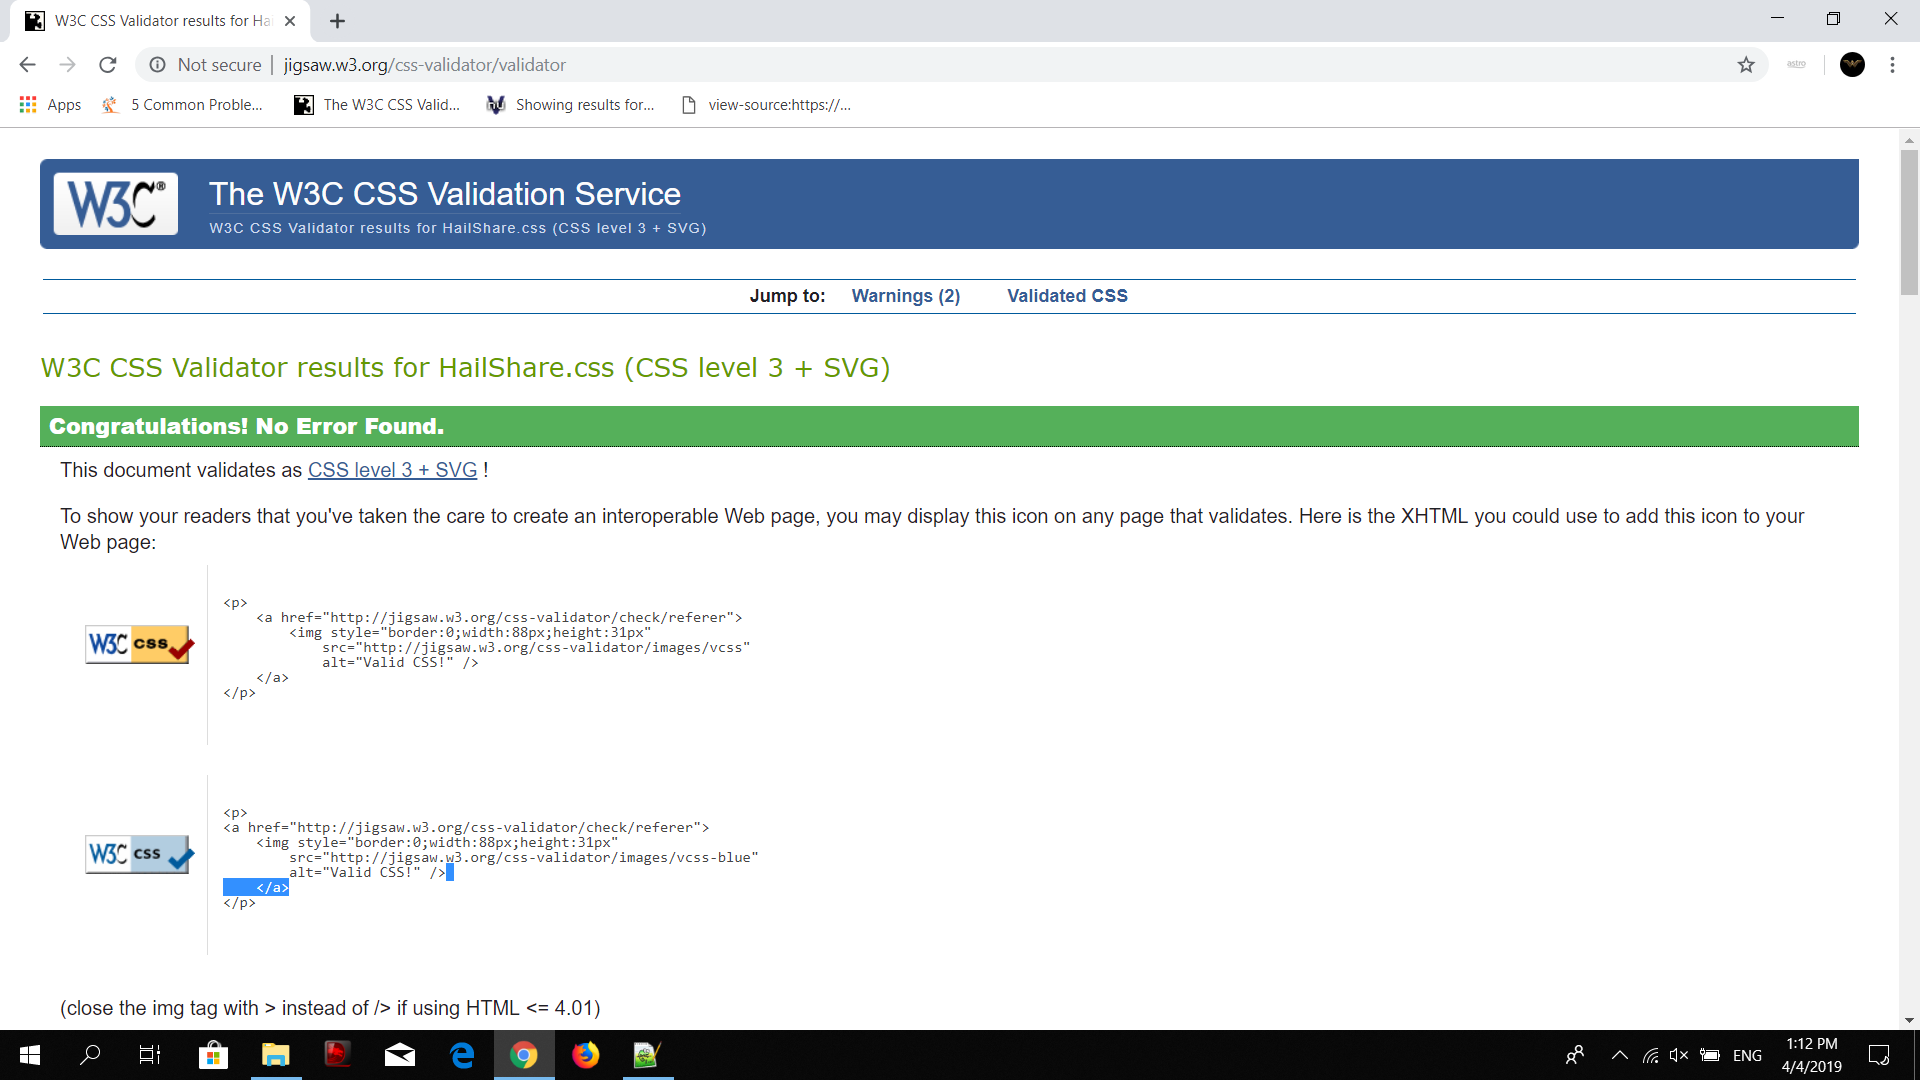 W3C CSS Validator results for Ha
Not secure | jigsaw.w3.org/css-validator/validator
astro
Apps
5 Common Proble...
The W3C CSS Valid...
Showing results for...
view-source:https://...
W3C®
The W3C CSS Validation Service
W3C CSS Validator results for HailShare.css (CSS level 3 + SVG)
Jump to: Warnings (2) Validated CSS
W3C CSS Validator results for HailShare.css (CSS level 3 + SVG)
Congratulations! No Error Found.
This document validates as CSS level 3 + SVG !
To show your readers that you've taken the care to create an interoperable Web page, you may display this icon on any page that validates. Here is the XHTML you could use to add this icon to your
Web page:
W3C css
<p>
<a href="http://jigsaw.w3.org/css-validator/check/referer">
<img style="border:0;width:88px;height:31px"
src="http://jigsaw.w3.org/css-validator/images/vcss"
alt="Valid CSS!" />
</a>
</p>
W3C css
<p>
<a href="http://jigsaw.w3.org/css-validator/check/referer">
<img style="border:0;width:88px;height:31px"
src="http://jigsaw.w3.org/css-validator/images/vcss-blue"
alt="Valid CSS!" />
</a>
</p>
(close the img tag with > instead of /> if using HTML <= 4.01)
ENG
1:12 PM
4/4/2019